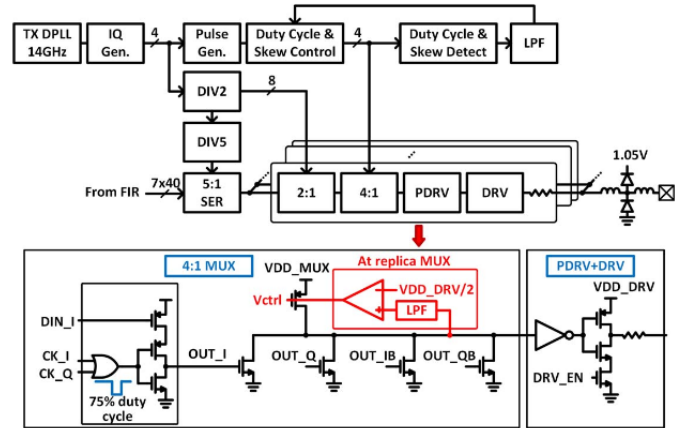 TX DPLL
14GHz
IQ
Gen.
4
Pulse
Gen.
Duty Cycle &
Skew Control
4
Duty Cycle &
Skew Detect
LPF
DIV2
8
DIV5
1.05V
From FIR
7x40
5:1
SER
2:1
4:1
PDRV
DRV
4:1 MUX
VDD_MUX
At replica MUX
Vctrl
VDD_DRV/2
LPF
PDRV+DRV
VDD_DRV
DIN_I
CK_I
CK_Q
75% duty
cycle
OUT_I
OUT_Q
OUT_IB
OUT_QB
DRV_EN